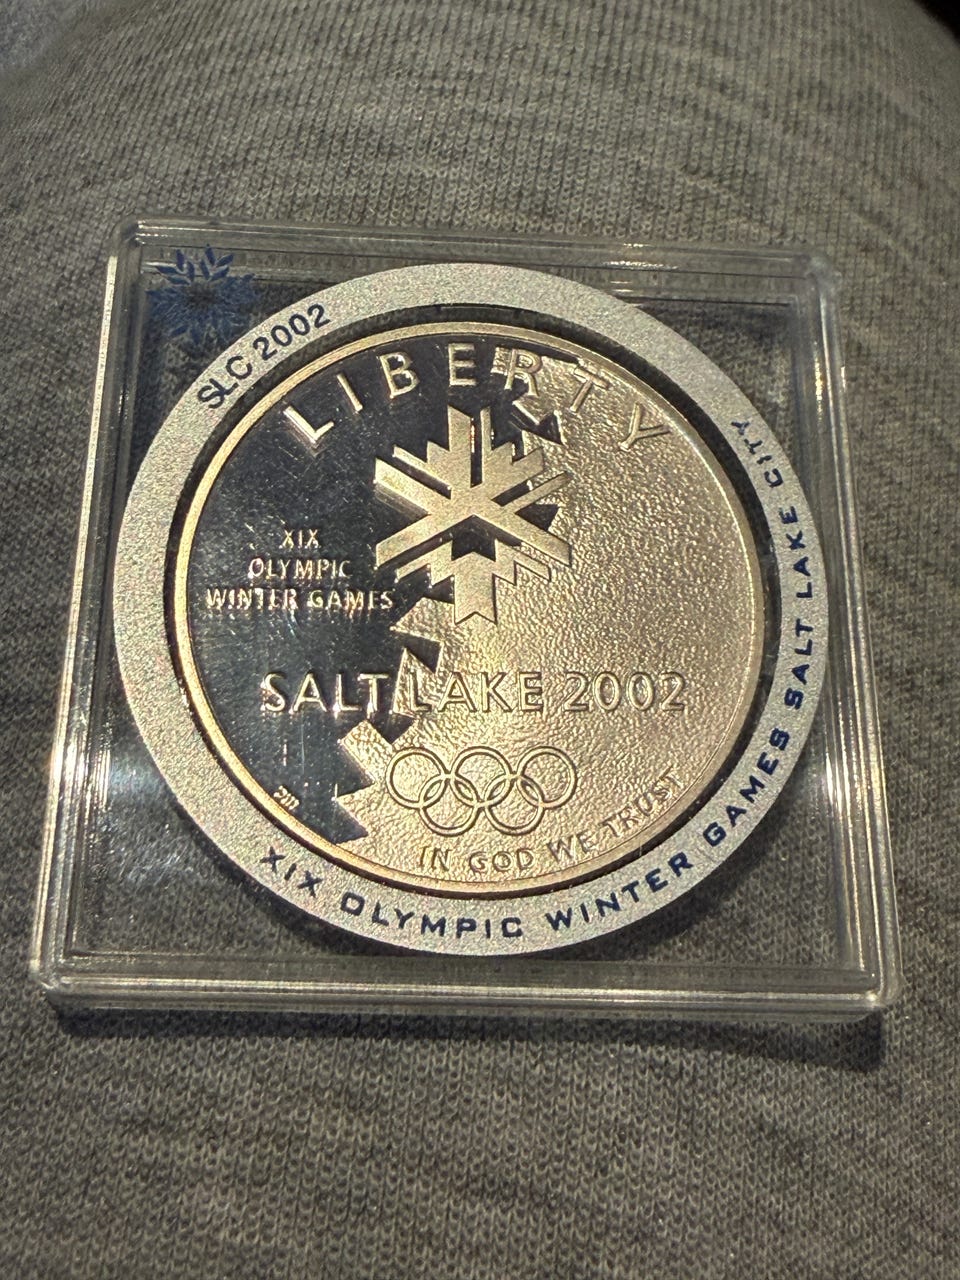 SLC 2002
LIBERTY
XIX
OLYMPIC
WINTER GAMES
SALT LAKE 2002
IN GOD WE TRUST
XIX OLYMPIC WINTER GAMES SALT LAKE CITY